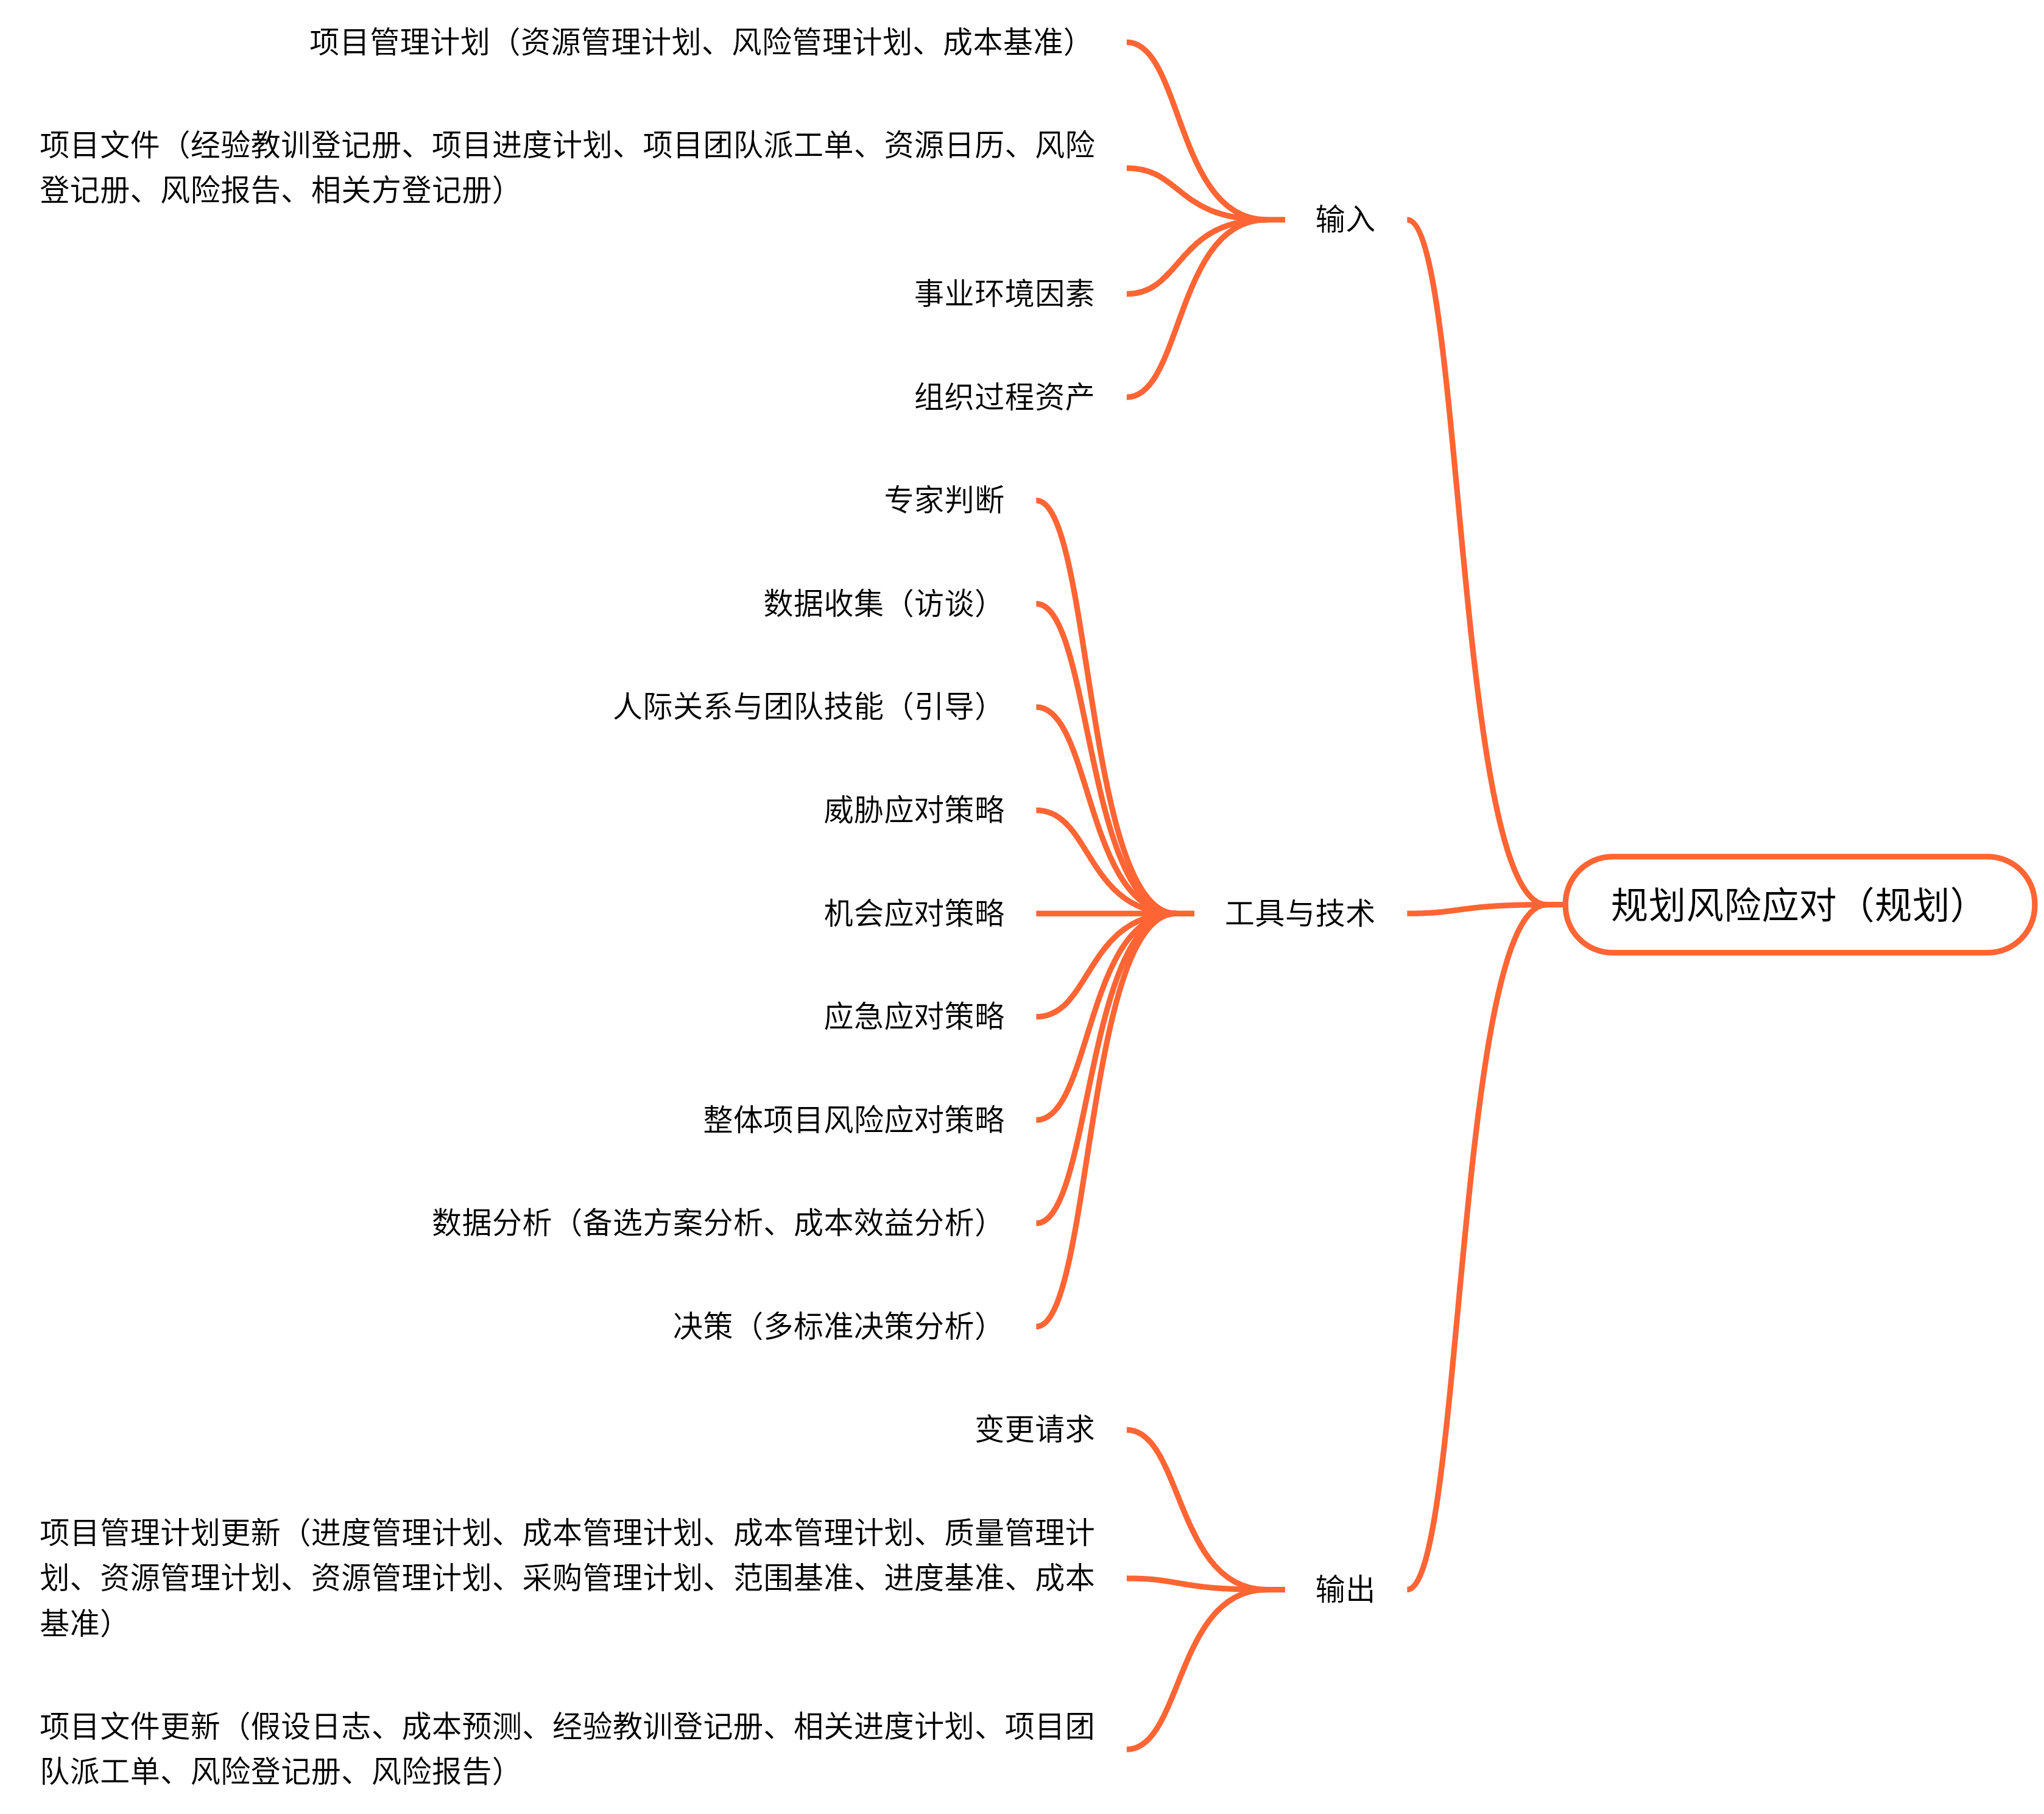 项目管理计划（资源管理计划、风险管理计划、成本基准）
项目文件（经验教训登记册、项目进度计划、项目团队派工单、资源日历、风险
登记册、风险报告、相关方登记册）
事业环境因素
组织过程资产
输入
专家判断
数据收集（访谈）
人际关系与团队技能（引导）
威胁应对策略
机会应对策略
应急应对策略
整体项目风险应对策略
数据分析（备选方案分析、成本效益分析）
决策（多标准决策分析）
工具与技术
规划风险应对（规划）
变更请求
项目管理计划更新（进度管理计划、成本管理计划、成本管理计划、质量管理计
划、资源管理计划、资源管理计划、采购管理计划、范围基准、进度基准、成本
基准）
项目文件更新（假设日志、成本预测、经验教训登记册、相关进度计划、项目团
队派工单、风险登记册、风险报告）
输出